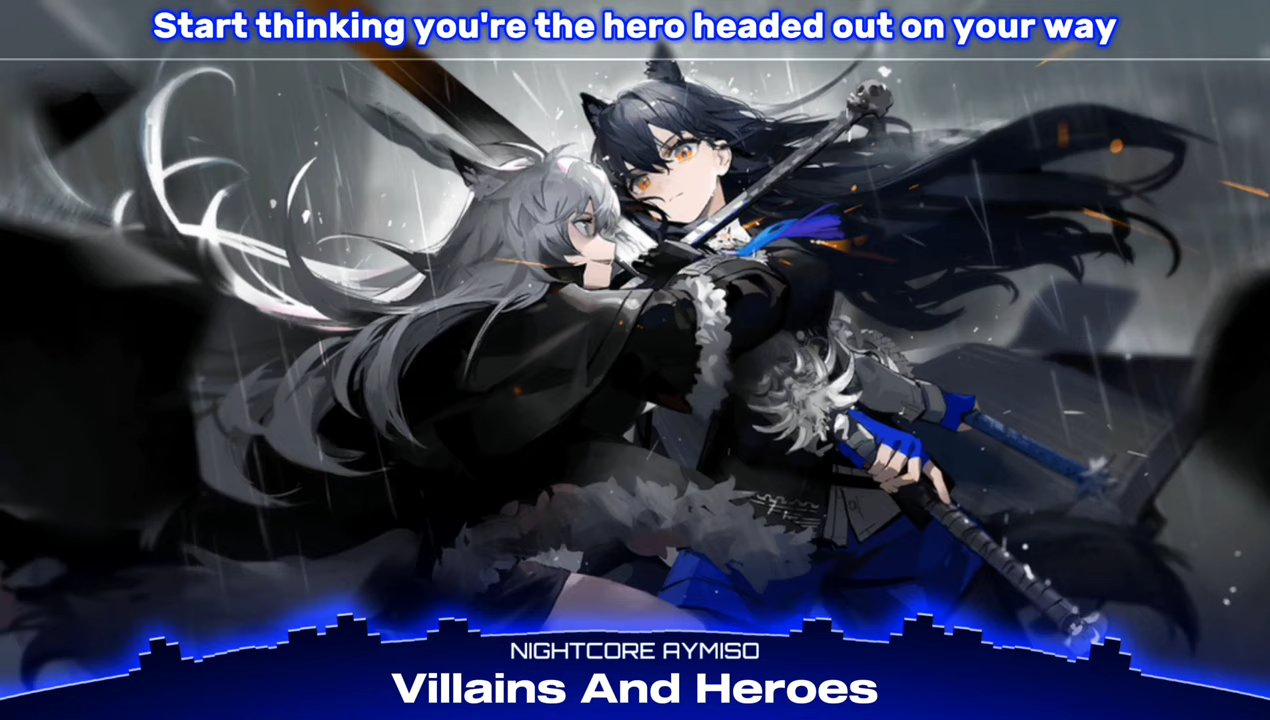 Start thinking you're the hero headed out on your way
NIGHTCORE AYMISO
Villains And Heroes